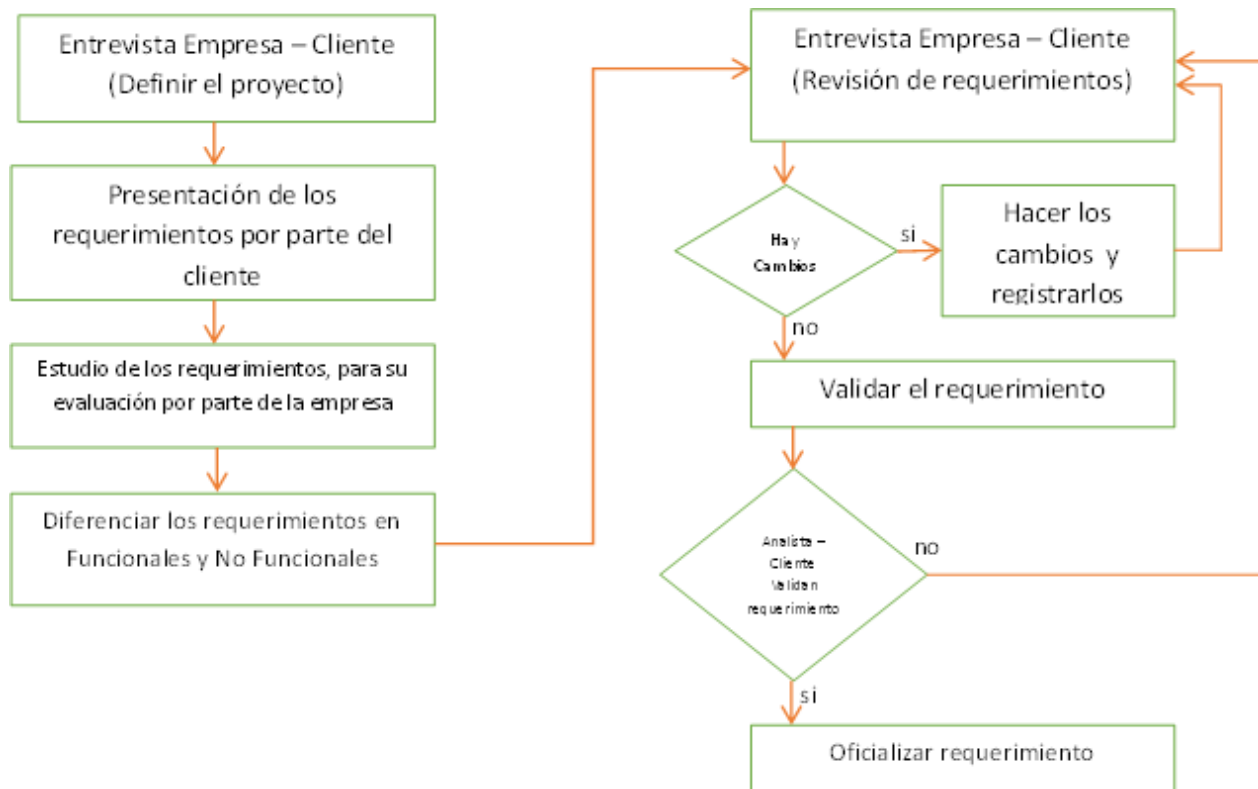 Entrevista Empresa – Cliente
(Definir el proyecto)
Presentación de los
requerimientos por parte del
cliente
Estudio de los requerimientos, para su
evaluación por parte de la empresa
Diferenciar los requerimientos en
Funcionales y No Funcionales
Entrevista Empresa – Cliente
(Revisión de requerimientos)
Hay
Cambios
si
Hacer los
cambios y
registrarlos
no
Validar el requerimiento
Analista –
Cliente
Validan
requerimiento
no
si
Oficializar requerimiento